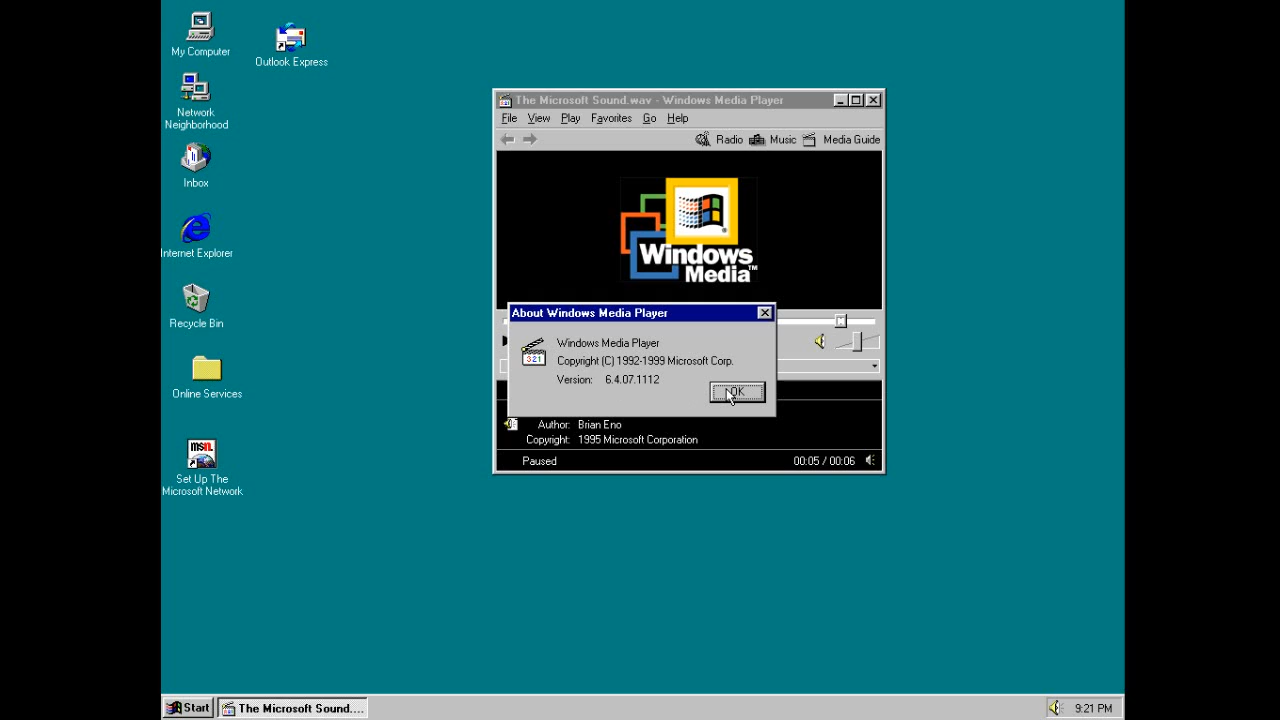 My Computer
Outlook Express
Network
Neighborhood
Inbox
Internet Explorer
Recycle Bin
Online Services
msn
Set Up The
Microsoft Network
The Microsoft Sound.wav - Windows Media Player
File View Play Favorites Go Help
Radio Music Media Guide
Windows
Media™
About Windows Media Player
321
Windows Media Player
Copyright (C) 1992-1999 Microsoft Corp.
Version: 6.4.07.1112
OK
Author: Brian Eno
Copyright: 1995 Microsoft Corporation
Paused 00:05 / 00:06
Start The Microsoft Sound.... 9:21 PM